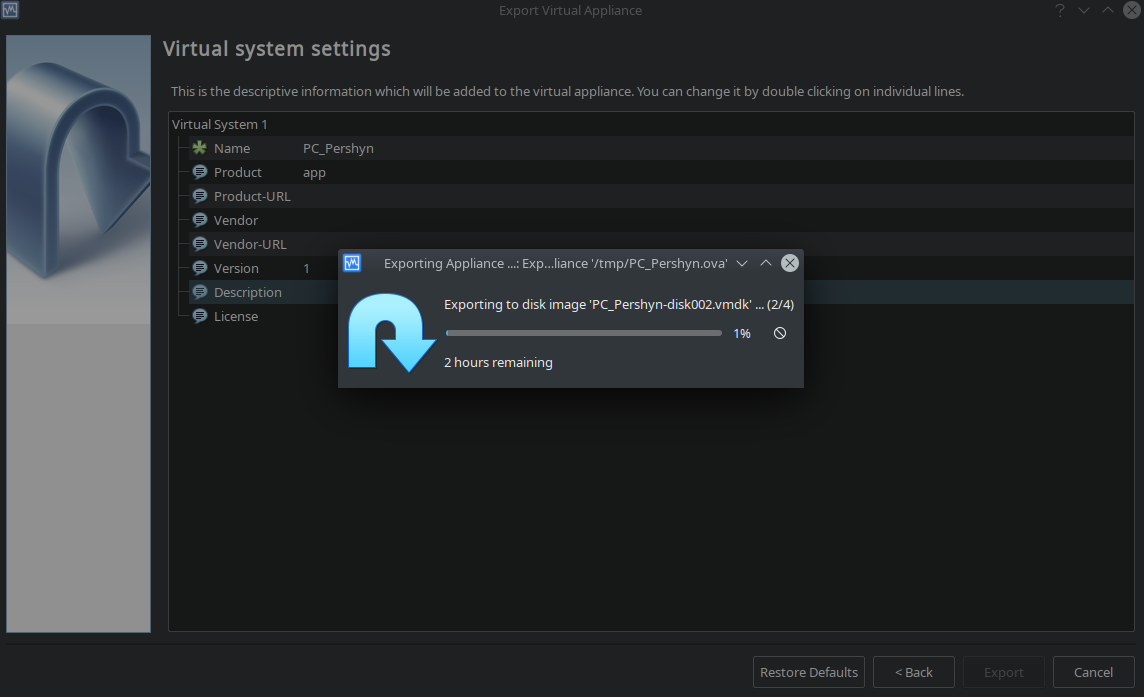 Export Virtual Appliance
Virtual system settings
This is the descriptive information which will be added to the virtual appliance. You can change it by double clicking on individual lines.
Virtual System 1
Name PC_Pershyn
Product app
Product-URL
Vendor
Vendor-URL
Version 1
Description
License
Exporting Appliance ...: Exp...liance '/tmp/PC_Pershyn.ova'
Exporting to disk image 'PC_Pershyn-disk002.vmdk' ... (2/4)
1%
2 hours remaining
Restore Defaults < Back Export Cancel